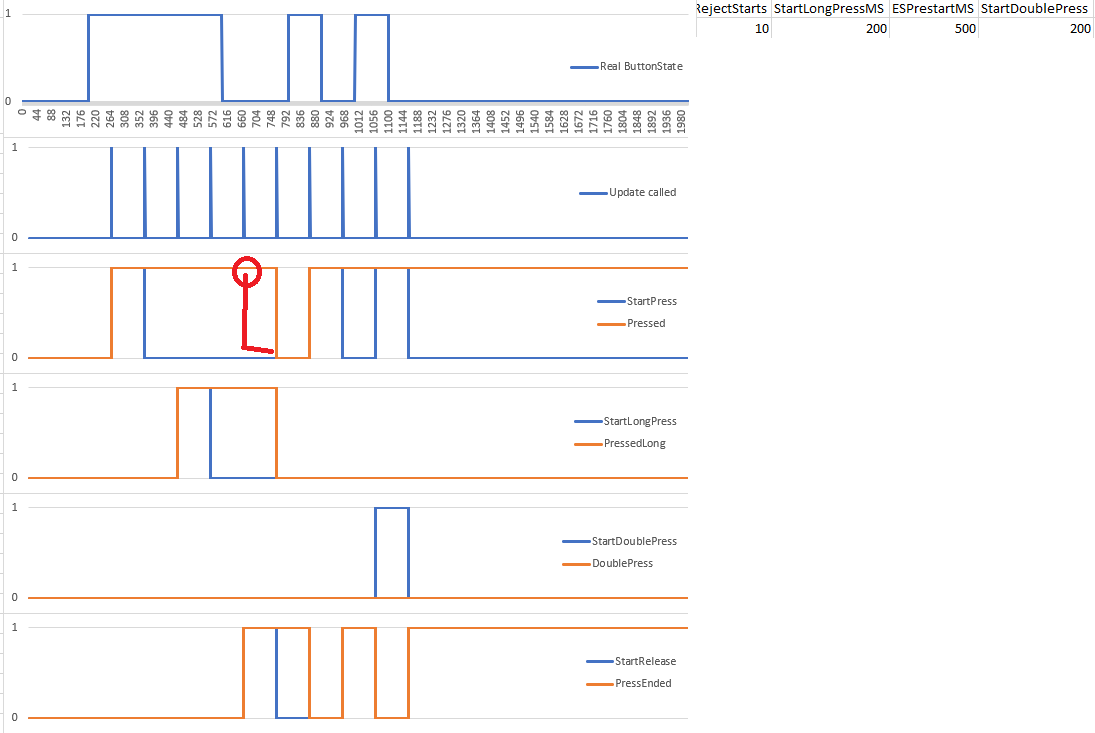 RejectStarts StartLongPressMS ESPrestartMS StartDoublePress
10 200 500 200
1
Real ButtonState
0
0 44 88 132 176 220 264 308 352 396 440 484 528 572 616 660 704 748 792 836 880 924 968 1012 1056 1100 1144 1188 1232 1276 1320 1364 1408 1452 1496 1540 1584 1628 1672 1716 1760 1804 1848 1892 1936 1980
1
Update called
0
1
StartPress
Pressed
0
1
StartLongPress
PressedLong
0
1
StartDoublePress
DoublePress
0
1
StartRelease
PressEnded
0